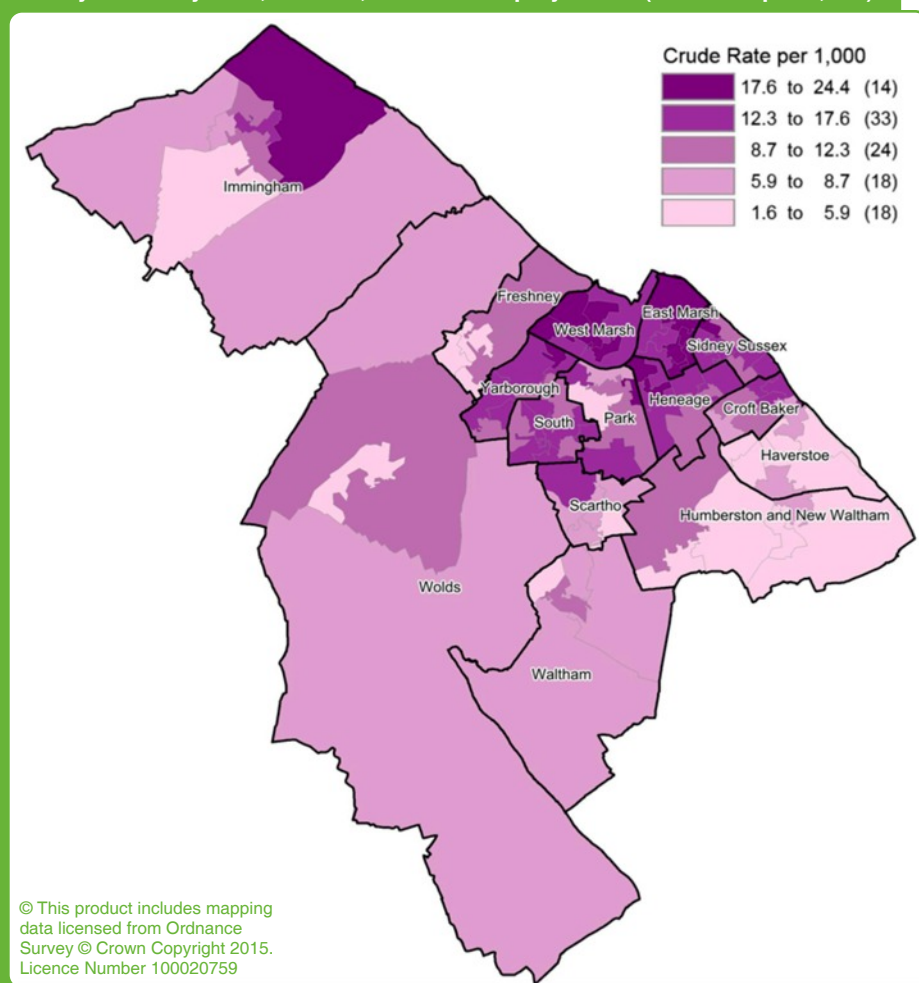 Crude Rate per 1,000
17.6 to 24.4 (14)
12.3 to 17.6 (33)
8.7 to 12.3 (24)
5.9 to 8.7 (18)
1.6 to 5.9 (18)
Immingham
Freshney
West Marsh
East Marsh
Sidney Sussex
Yarborough
South
Park
Heneage
Croft Baker
Haverstoe
Scartho
Humberston and New Waltham
Wolds
Waltham
© This product includes mapping
data licensed from Ordnance
Survey © Crown Copyright 2015.
Licence Number 100020759